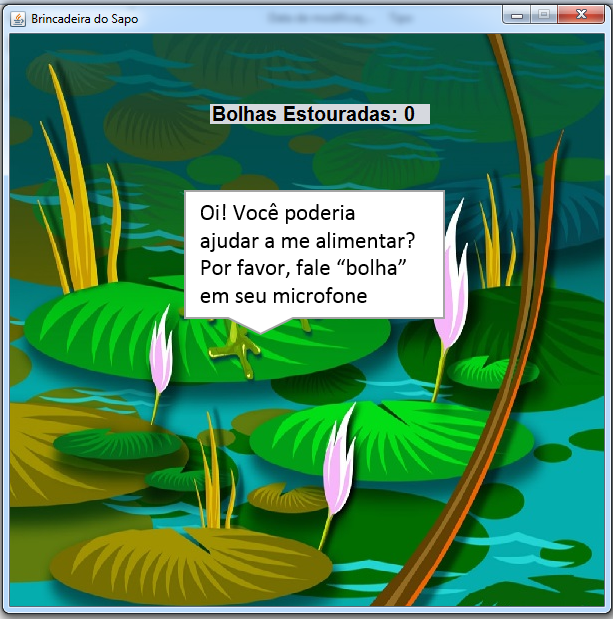 Brincadeira do Sapo
Bolhas Estouradas: 0
Oi! Você poderia
ajudar a me alimentar?
Por favor, fale “bolha”
em seu microfone